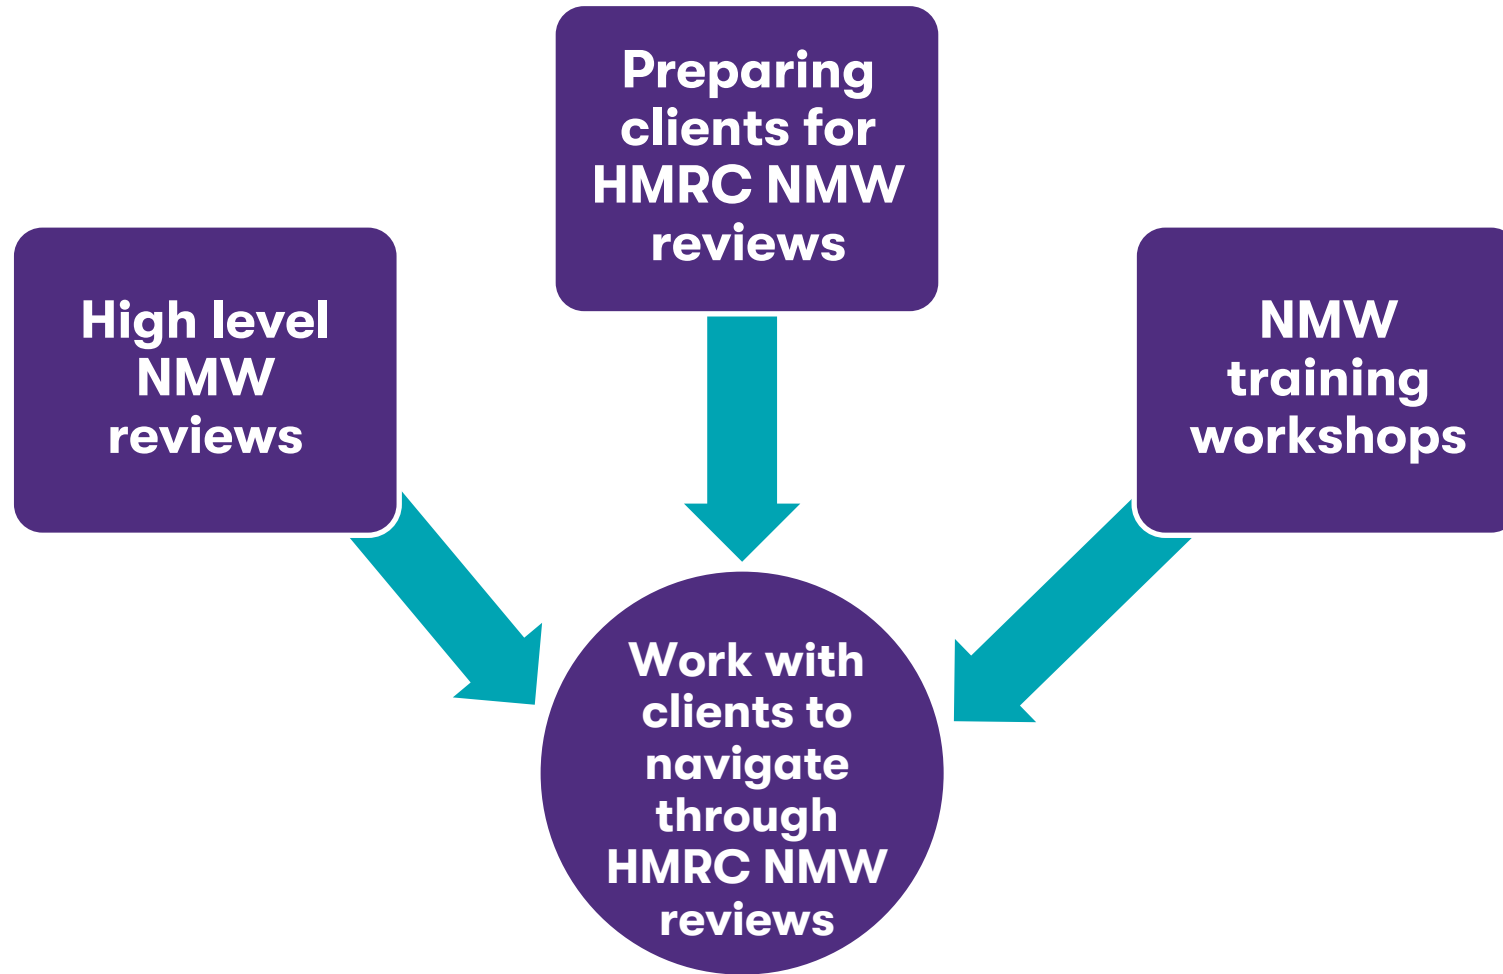 Preparing
clients for
HMRC NMW
reviews
High level
NMW
reviews
NMW
training
workshops
Work with
clients to
navigate
through
HMRC NMW
reviews